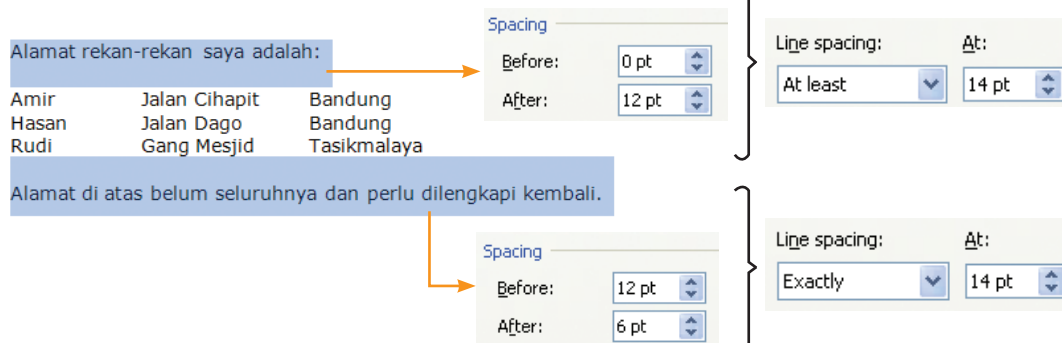 Alamat rekan-rekan saya adalah:
Amir Jalan Cihapit Bandung
Hasan Jalan Dago Bandung
Rudi Gang Mesjid Tasikmalaya
Alamat di atas belum seluruhnya dan perlu dilengkapi kembali.
Spacing
Before: 0 pt
After: 12 pt
Line spacing: At:
At least 14 pt
Spacing
Before: 12 pt
After: 6 pt
Line spacing: At:
Exactly 14 pt